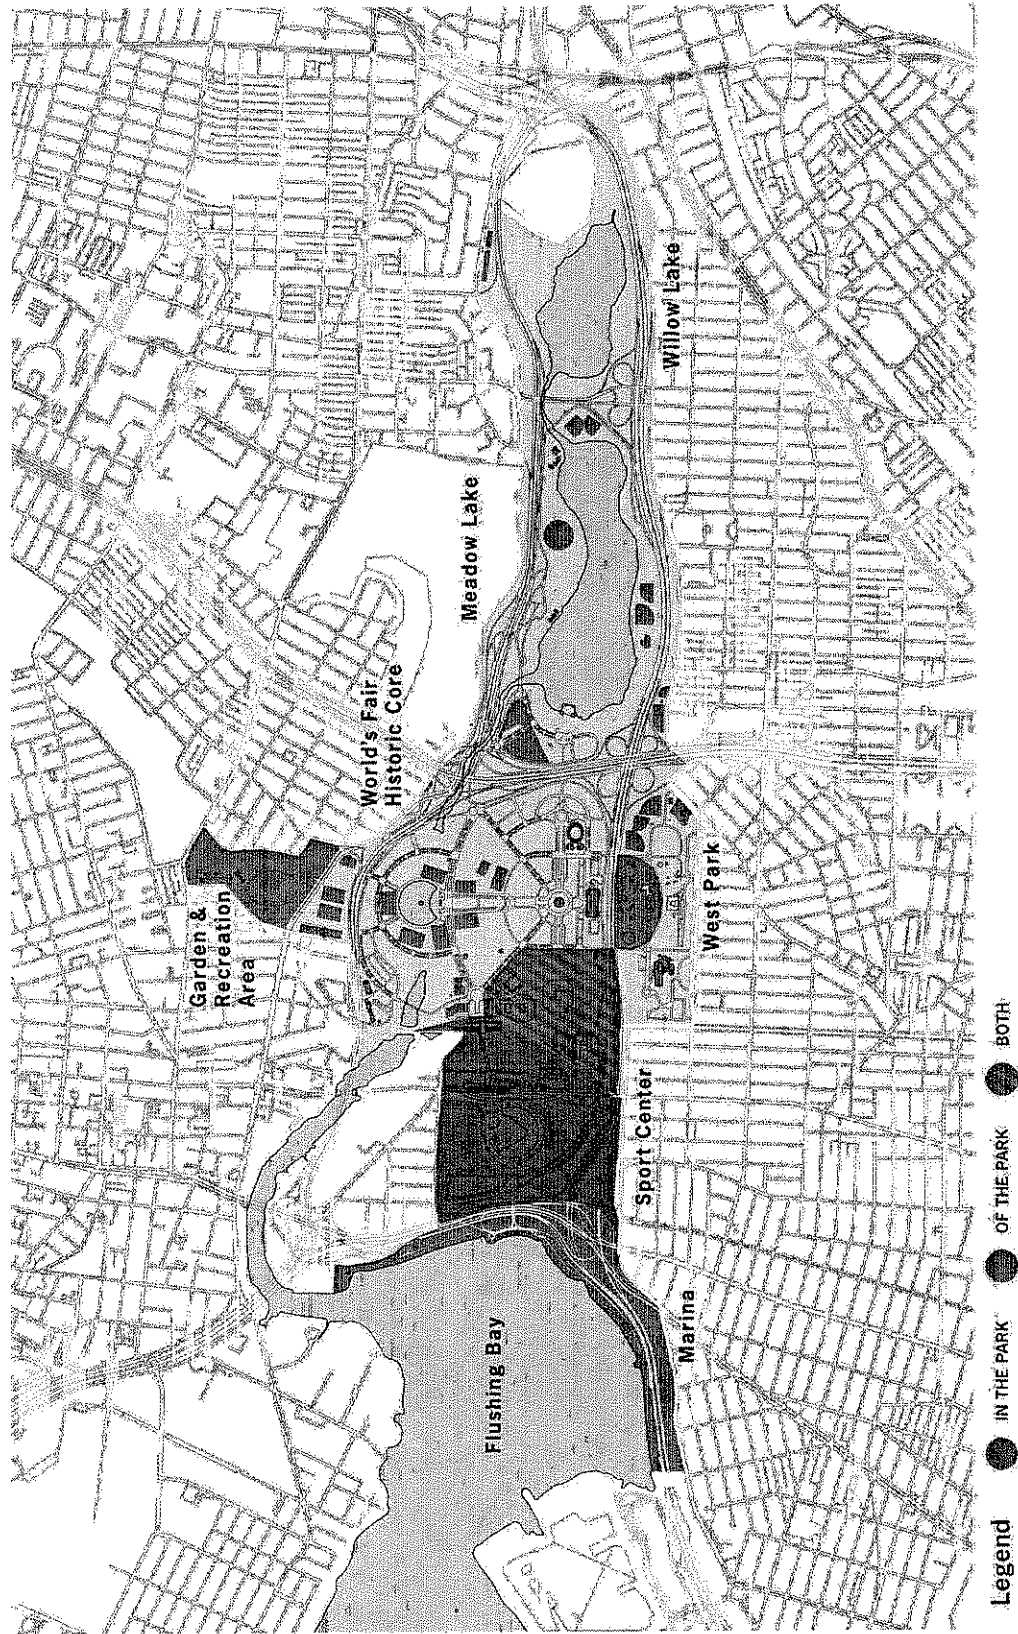 Garden &
Recreation
Area
World's Fair
Historic Core
Meadow Lake
Willow Lake
West Park
Sport Center
Flushing Bay
Marina
Legend
IN THE PARK
OF THE PARK
BOTH